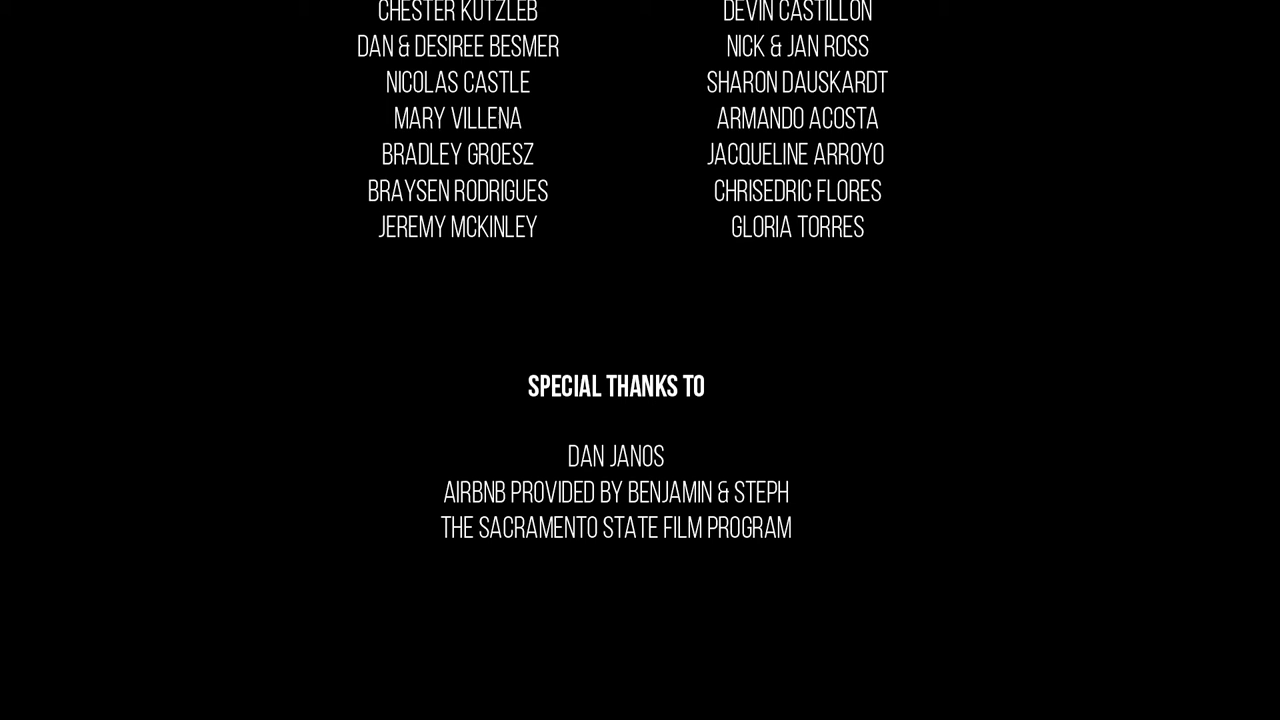 CHESTER KUTZLEB DEVIN CASTILLON
DAN & DESIREE BESMER NICK & JAN ROSS
NICOLAS CASTLE SHARON DAUSKARDT
MARY VILLENA ARMANDO ACOSTA
BRADLEY GROESZ JACQUELINE ARROYO
BRAYSEN RODRIGUES CHRISEDRIC FLORES
JEREMY MCKINLEY GLORIA TORRES
SPECIAL THANKS TO
DAN JANOS
AIRBNB PROVIDED BY BENJAMIN & STEPH
THE SACRAMENTO STATE FILM PROGRAM